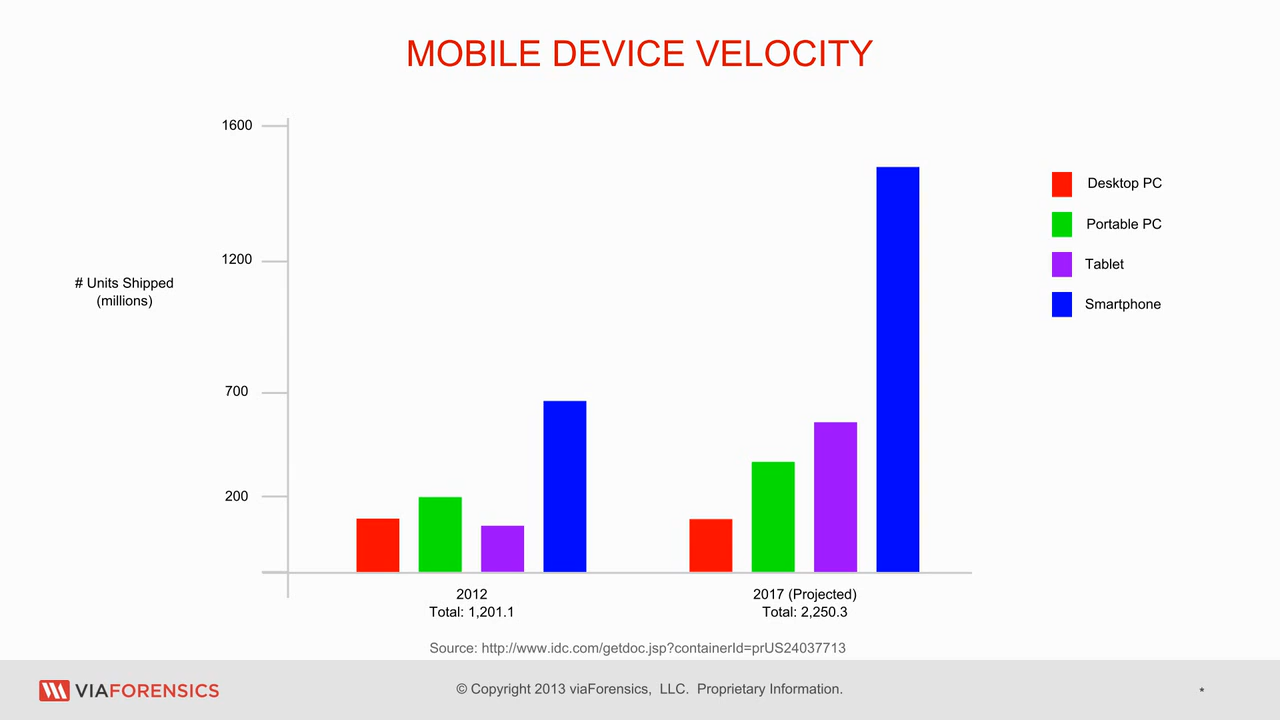 MOBILE DEVICE VELOCITY
1600
1200
700
200
# Units Shipped
(millions)
Desktop PC
Portable PC
Tablet
Smartphone
2012
Total: 1,201.1
2017 (Projected)
Total: 2,250.3
Source: http://www.idc.com/getdoc.jsp?containerId=prUS24037713
VIAFORENSICS
© Copyright 2013 viaForensics, LLC. Proprietary Information.
*